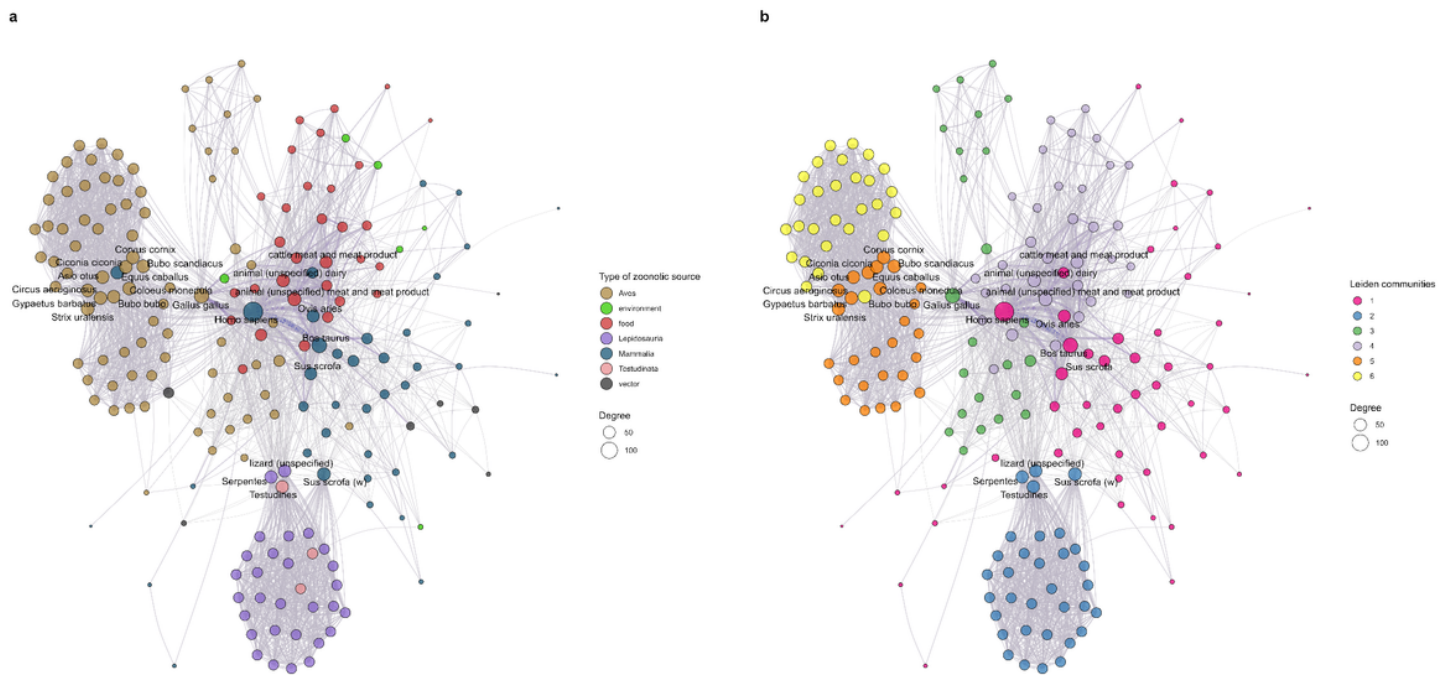 a
Corvus cornix
cattle meat and meat product
Ciconia ciconia
Bubo scandiacus
Asio otus
Equus caballus
animal (unspecified) dairy
Circus aeroginosus
Coloeus monedula
animal (unspecified) meat and meat product
Gypaetus barbatus
Bubo bubo
Gallus gallus
Ovis aries
Strix uralensis
Homo sapiens
Bos taurus
Sus scrofa
lizard (unspecified)
Serpentes
Sus scrofa (w)
Testudines
Type of zoonotic source
Aves
environment
food
Lepidosauria
Mammalia
Testudinata
vector
Degree
50
100
b
Corvus cornix
cattle meat and meat product
Ciconia ciconia
Bubo scandiacus
Asio otus
Equus caballus
animal (unspecified) dairy
Circus aeroginosus
Coloeus monedula
animal (unspecified) meat and meat product
Gypaetus barbatus
Bubo bubo
Gallus gallus
Strix uralensis
Homo sapiens
Ovis aries
Bos taurus
Sus scrofa
lizard (unspecified)
Serpentes
Sus scrofa (w)
Testudines
Leiden communities
1
2
3
4
5
6
Degree
50
100